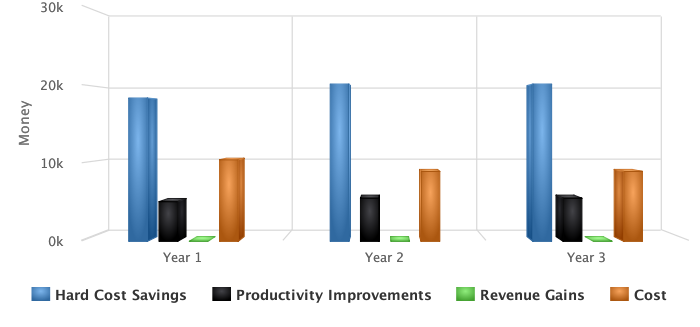 30k
20k
10k
0k
Money
Year 1 Year 2 Year 3
Hard Cost Savings Productivity Improvements Revenue Gains Cost